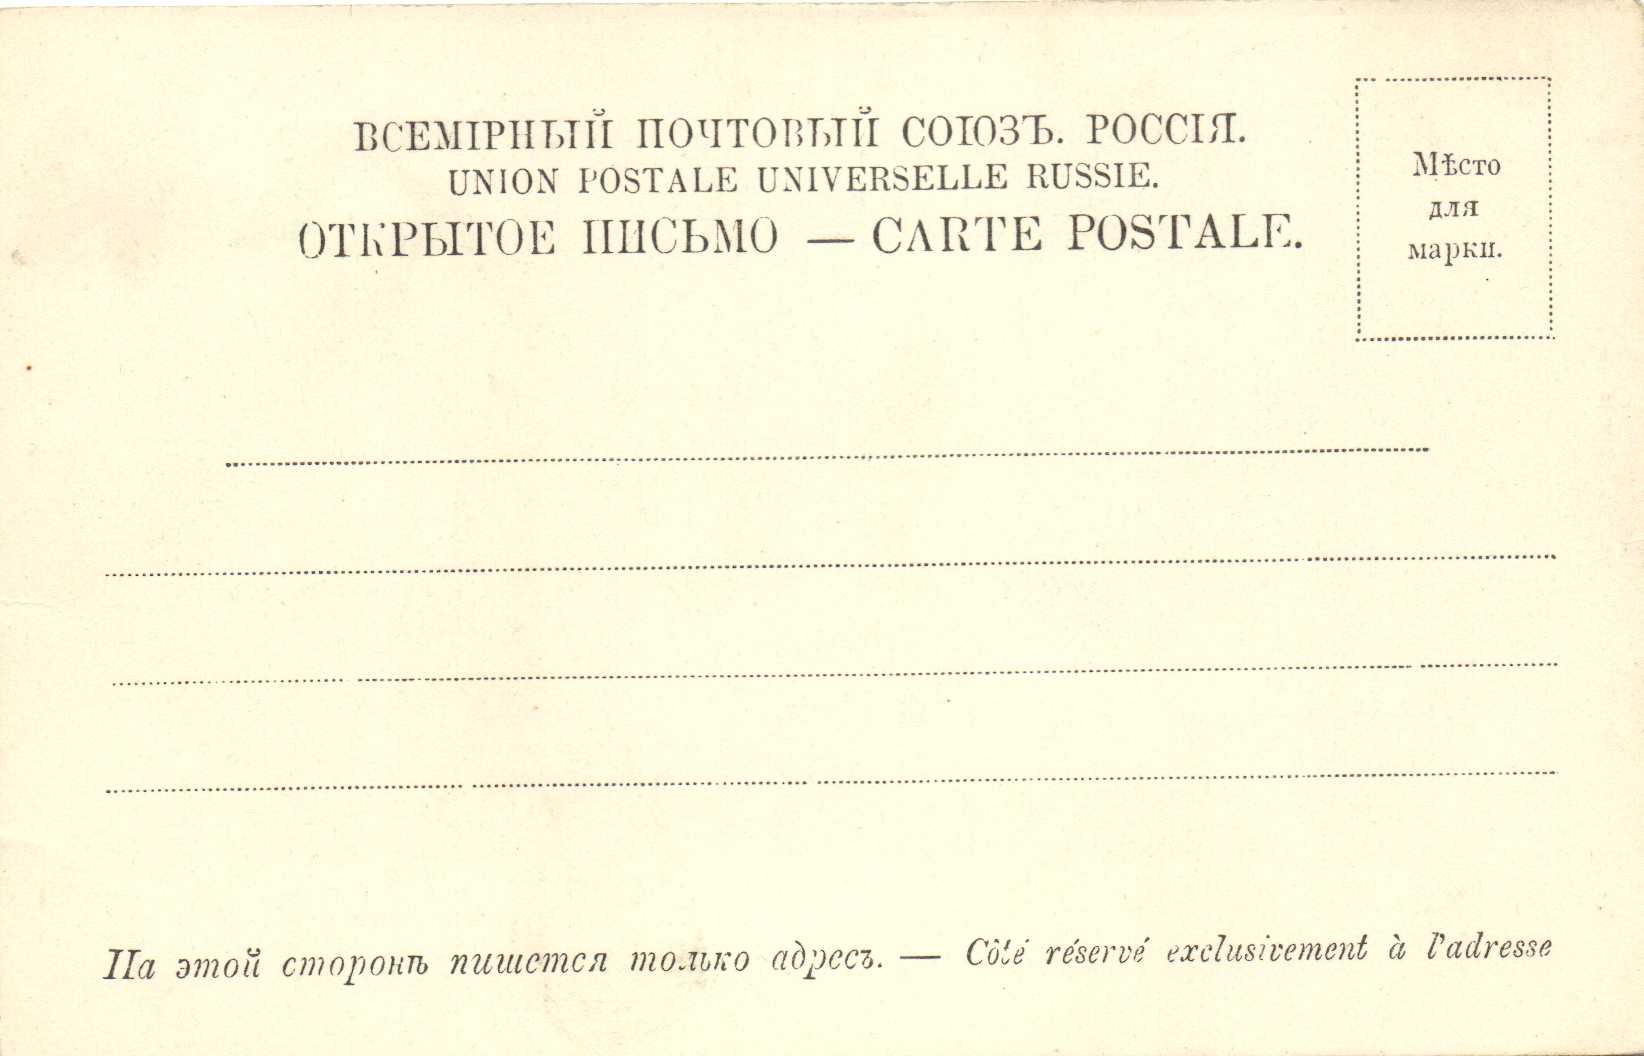 ВСЕМІРНЫЙ ПОЧТОВЫЙ СОЮЗЪ. РОССІЯ.
UNION POSTALE UNIVERSELLE RUSSIE.
ОТКРЫТОЕ ПИСЬМО — CARTE POSTALE.
Мѣсто
для
марки.
На этой сторонѣ пишется только адресъ. — Côté réservé exclusivement à l'adresse